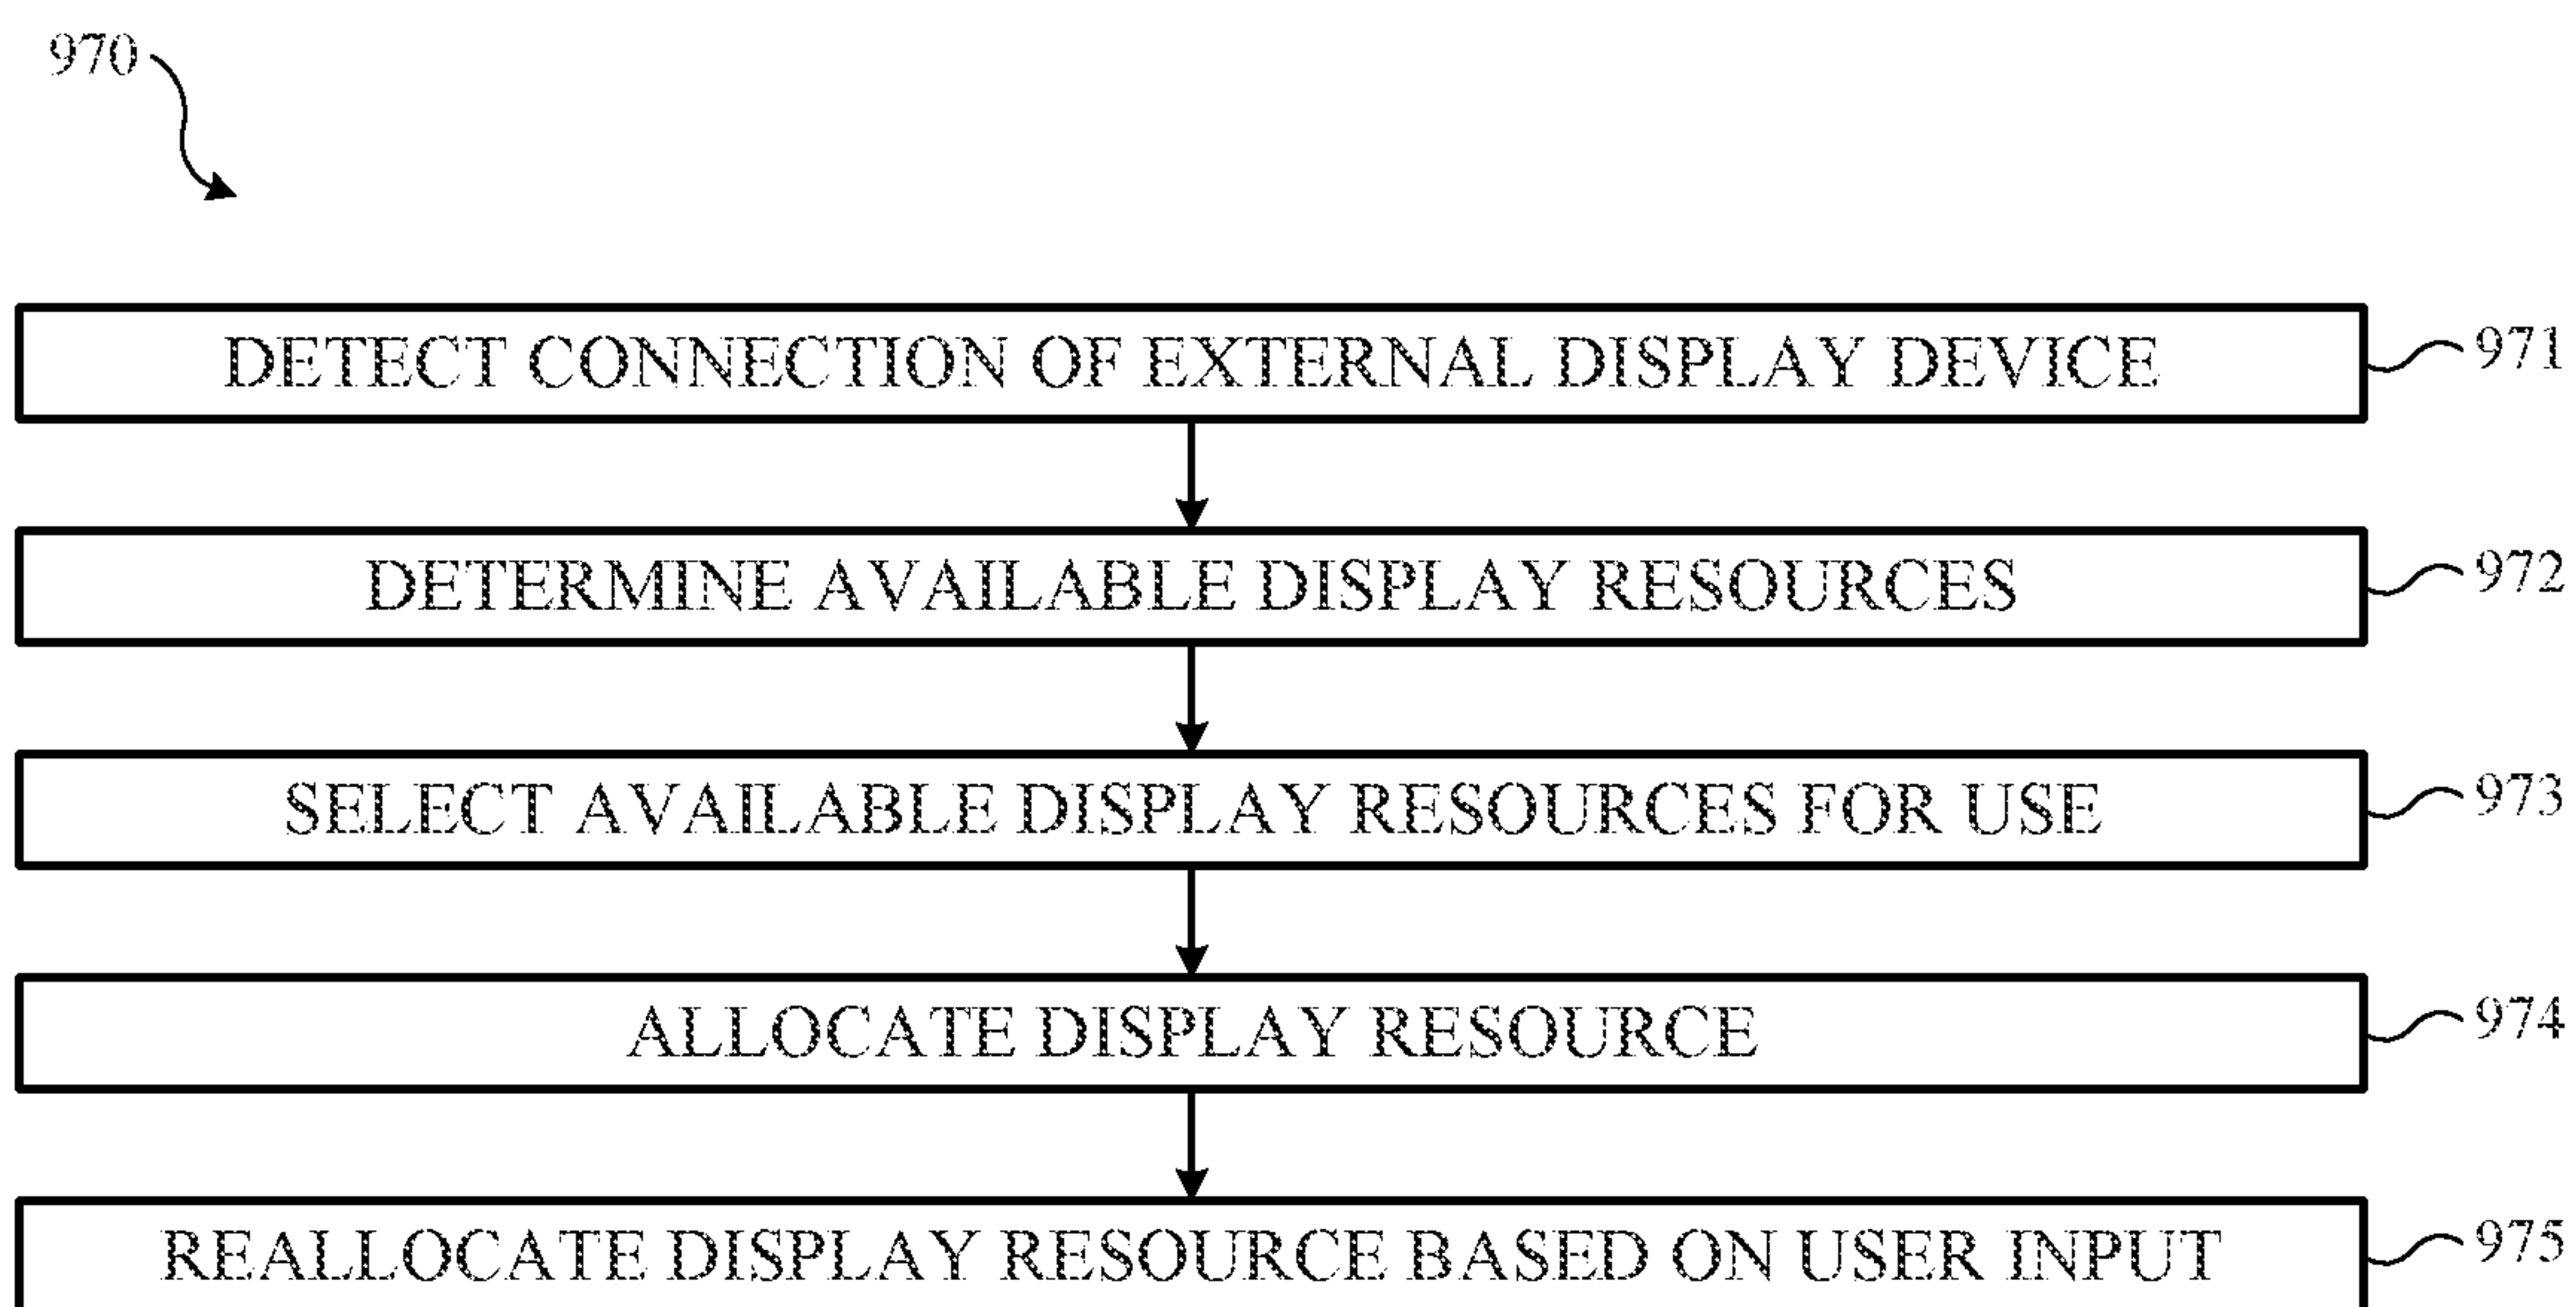 970
DETECT CONNECTION OF EXTERNAL DISPLAY DEVICE 971
DETERMINE AVAILABLE DISPLAY RESOURCES 972
SELECT AVAILABLE DISPLAY RESOURCES FOR USE 973
ALLOCATE DISPLAY RESOURCE 974
REALLOCATE DISPLAY RESOURCE BASED ON USER INPUT 975